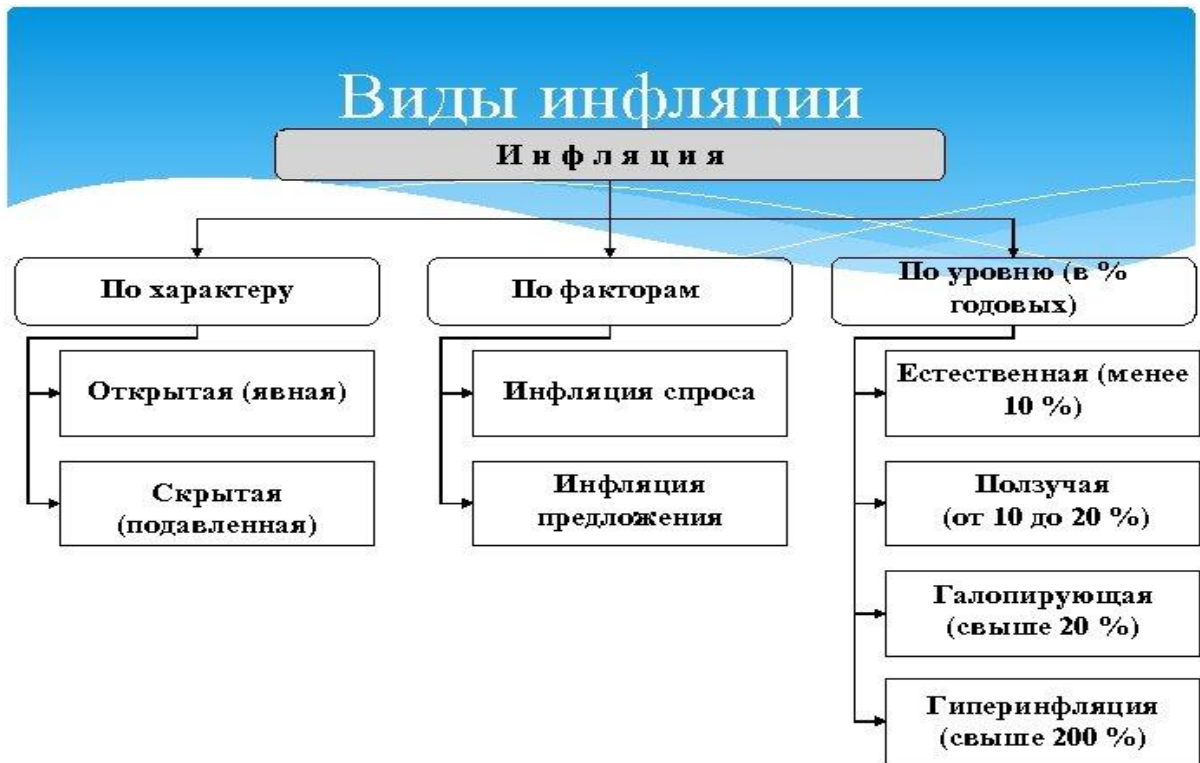 Виды инфляции
И н ф л я ц и я
По характеру
Открытая (явная)
Скрытая
(подавленная)
По факторам
Инфляция спроса
Инфляция
предложения
По уровню (в %
годовых)
Естественная (менее
10 %)
Ползучая
(от 10 до 20 %)
Галопирующая
(свыше 20 %)
Гиперинфляция
(свыше 200 %)